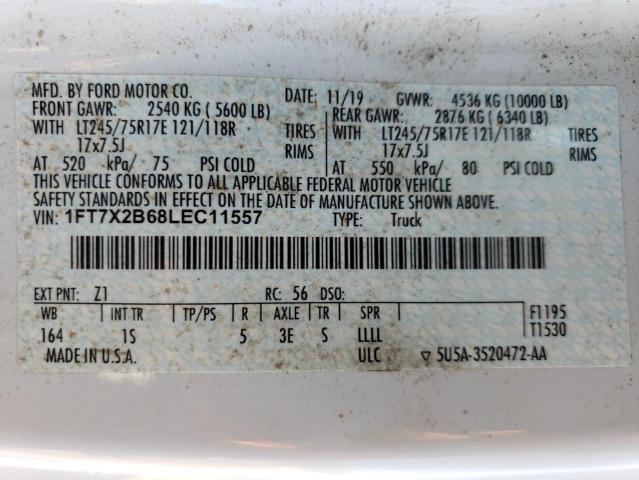 MFD. BY FORD MOTOR CO. DATE: 11/19 GVWR: 4536 KG (10000 LB)
FRONT GAWR: 2540 KG ( 5600 LB) REAR GAWR: 2876 KG ( 6340 LB)
WITH LT245/75R17E 121/118R TIRES WITH LT245/75R17E 121/118R TIRES
17x7.5J RIMS 17x7.5J RIMS
AT 520 kPa/ 75 PSI COLD AT 550 kPa/ 80 PSI COLD
THIS VEHICLE CONFORMS TO ALL APPLICABLE FEDERAL MOTOR VEHICLE
SAFETY STANDARDS IN EFFECT ON THE DATE OF MANUFACTURE SHOWN ABOVE.
VIN: 1FT7X2B68LEC11557 TYPE: Truck
EXT PNT: Z1 RC: 56 DSO:
WB INT TR TP/PS R AXLE TR SPR F1195
164 1S 5 3E S LLLL T1530
MADE IN U.S.A. ULC ▽ 5U5A-3520472-AA